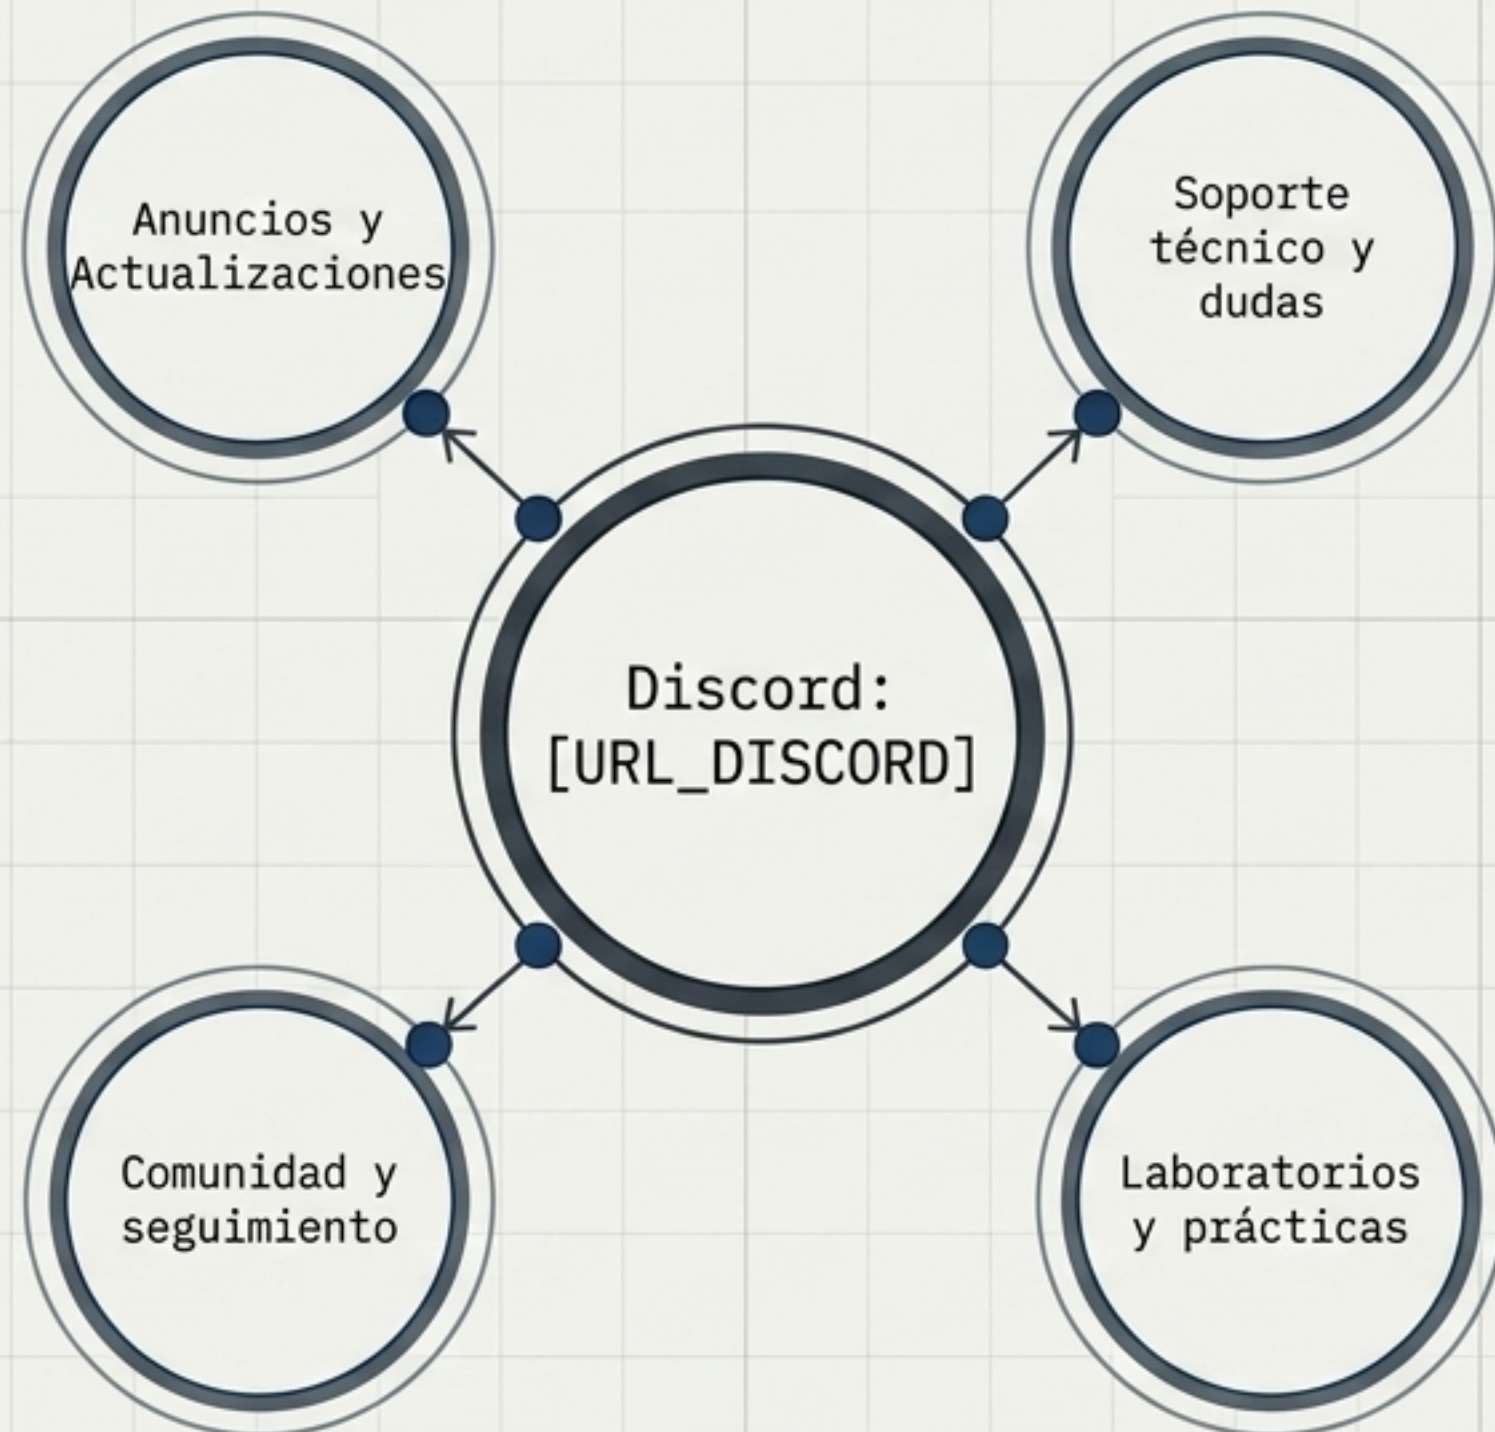 Anuncios y
Actualizaciones
Soporte
técnico y
dudas
Discord:
[URL_DISCORD]
Comunidad y
seguimiento
Laboratorios
y prácticas